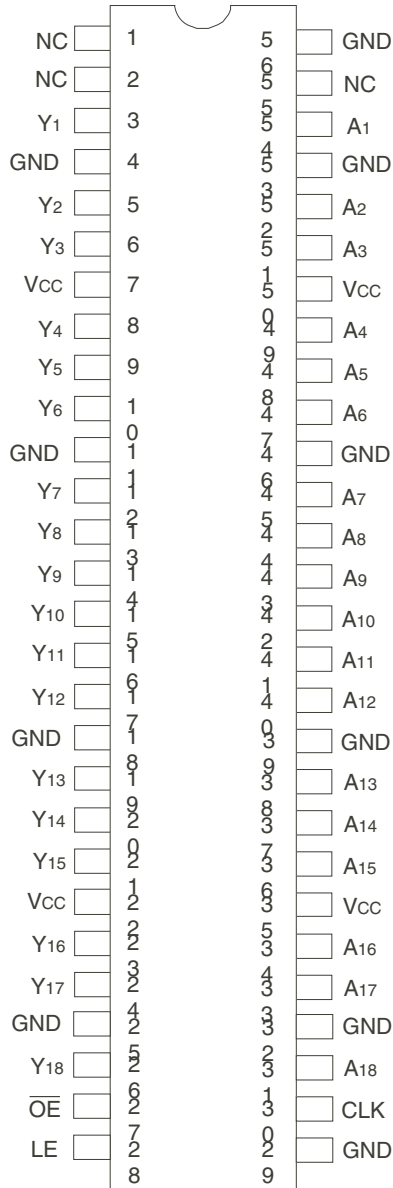 NC 1 56 GND
NC 2 55 NC
Y1 3 54 A1
GND 4 53 GND
Y2 5 52 A2
Y3 6 51 A3
VCC 7 50 VCC
Y4 8 49 A4
Y5 9 48 A5
Y6 10 47 A6
GND 11 46 GND
Y7 12 45 A7
Y8 13 44 A8
Y9 14 43 A9
Y10 15 42 A10
Y11 16 41 A11
Y12 17 40 A12
GND 18 39 GND
Y13 19 38 A13
Y14 20 37 A14
Y15 21 36 A15
VCC 22 35 VCC
Y16 23 34 A16
Y17 24 33 A17
GND 25 32 GND
Y18 26 31 A18
O̅E̅ 27 30 CLK
LE 28 29 GND